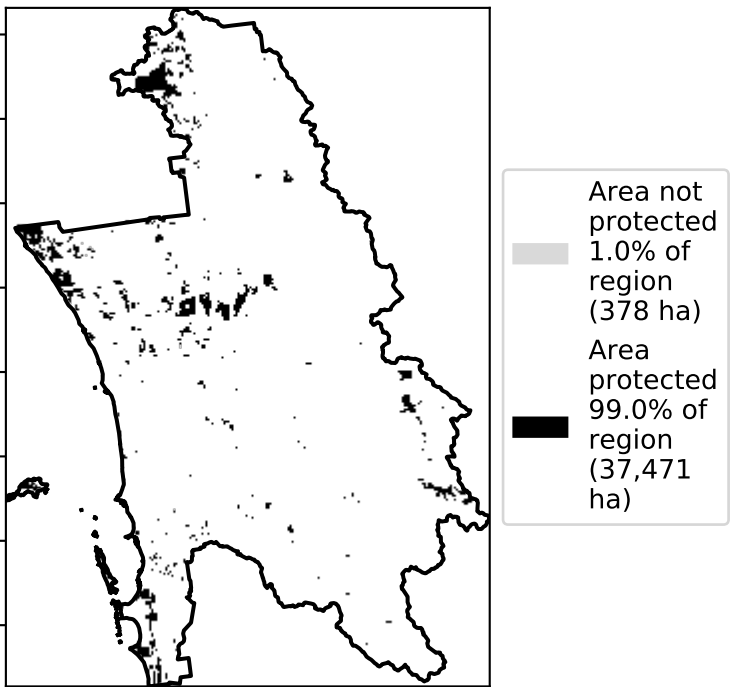 Area not
protected
1.0% of
region
(378 ha)
Area
protected
99.0% of
region
(37,471
ha)